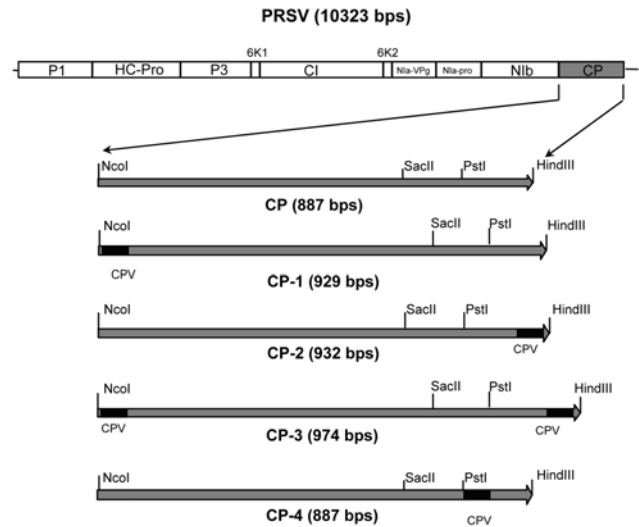 PRSV (10323 bps)
6K1 6K2
P1 HC-Pro P3 CI NIa-VPg NIa-pro NIb CP
NcoI SacII PstI HindIII
CP (887 bps)
NcoI SacII PstI HindIII
CPV
CP-1 (929 bps)
NcoI SacII PstI HindIII
CPV
CP-2 (932 bps)
NcoI SacII PstI HindIII
CPV CPV
CP-3 (974 bps)
NcoI SacII PstI HindIII
CPV
CP-4 (887 bps)